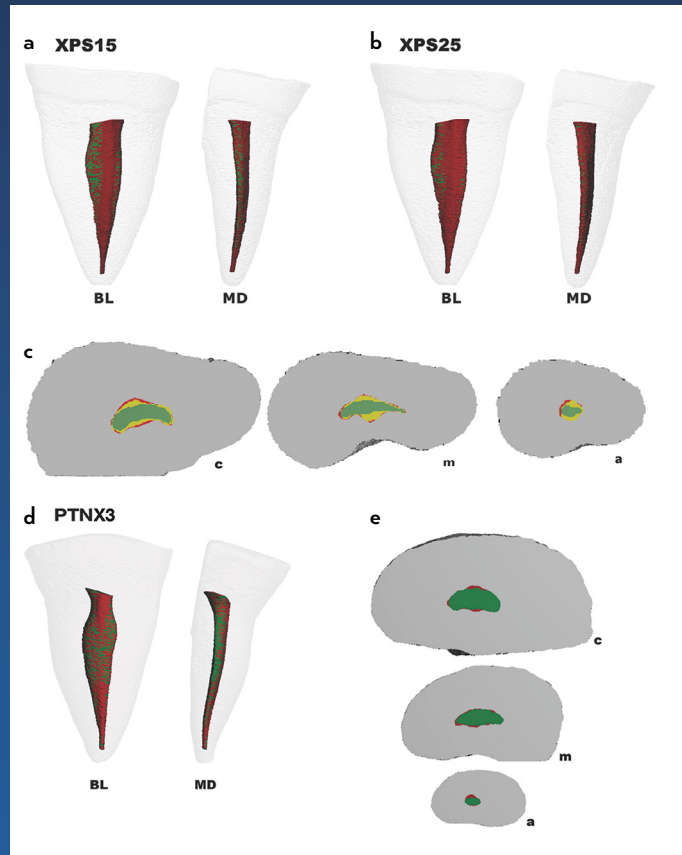 a XPS15
b XPS25
BL MD BL MD
c
c m a
d PTNX3
e
c
m
BL MD
a